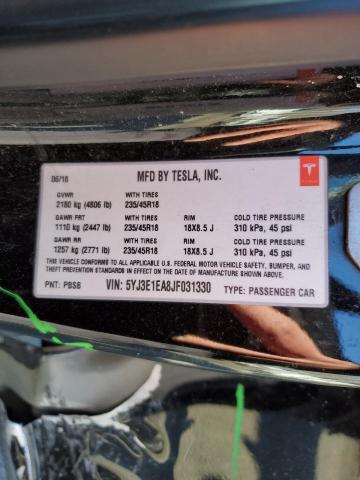 06/18 MFD BY TESLA, INC.
GVWR WITH TIRES
2180 kg (4806 lb) 235/45R18
GAWR FRT WITH TIRES RIM COLD TIRE PRESSURE
1110 kg (2447 lb) 235/45R18 18X8.5 J 310 kPa, 45 psi
GAWR RR WITH TIRES RIM COLD TIRE PRESSURE
1257 kg (2771 lb) 235/45R18 18X8.5 J 310 kPa, 45 psi
THIS VEHICLE CONFORMS TO ALL APPLICABLE U.S. FEDERAL MOTOR VEHICLE SAFETY, BUMPER, AND
THEFT PREVENTION STANDARDS IN EFFECT ON THE DATE OF MANUFACTURE SHOWN ABOVE.
PNT: PBSB VIN: 5YJ3E1EA8JF031330 TYPE: PASSENGER CAR